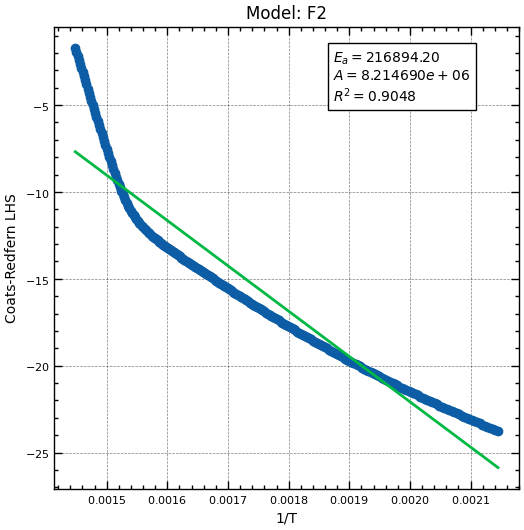 Model: F2
E_a = 216894.20
A = 8.214690e + 06
R² = 0.9048
Coats-Redfern LHS
−5
−10
−15
−20
−25
0.0015 0.0016 0.0017 0.0018 0.0019 0.0020 0.0021
1/T